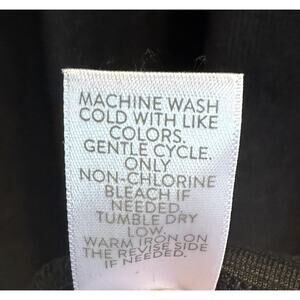 MACHINE WASH
COLD WITH LIKE
COLORS.
GENTLE CYCLE.
ONLY
NON-CHLORINE
BLEACH IF
NEEDED.
TUMBLE DRY
LOW.
WARM IRON ON
THE REVISE SIDE
IF NEEDED.